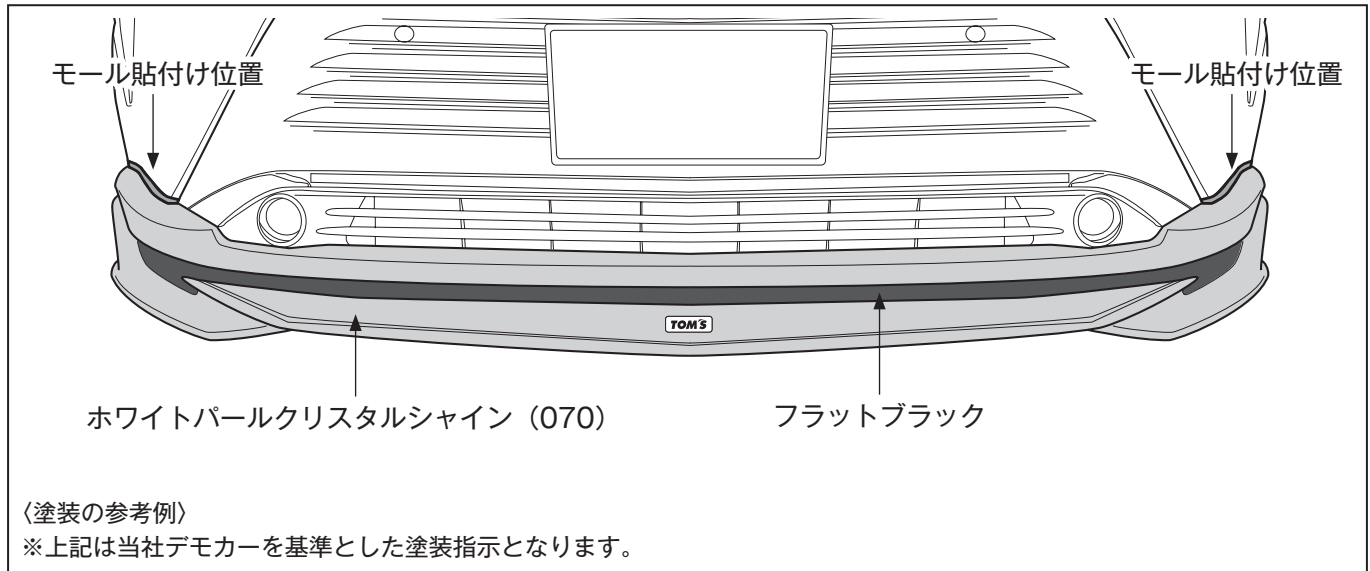 モール貼付け位置
モール貼付け位置
TOM'S
ホワイトパールクリスタルシャイン（070）
フラットブラック
〈塗装の参考例〉
※上記は当社デモカーを基準とした塗装指示となります。